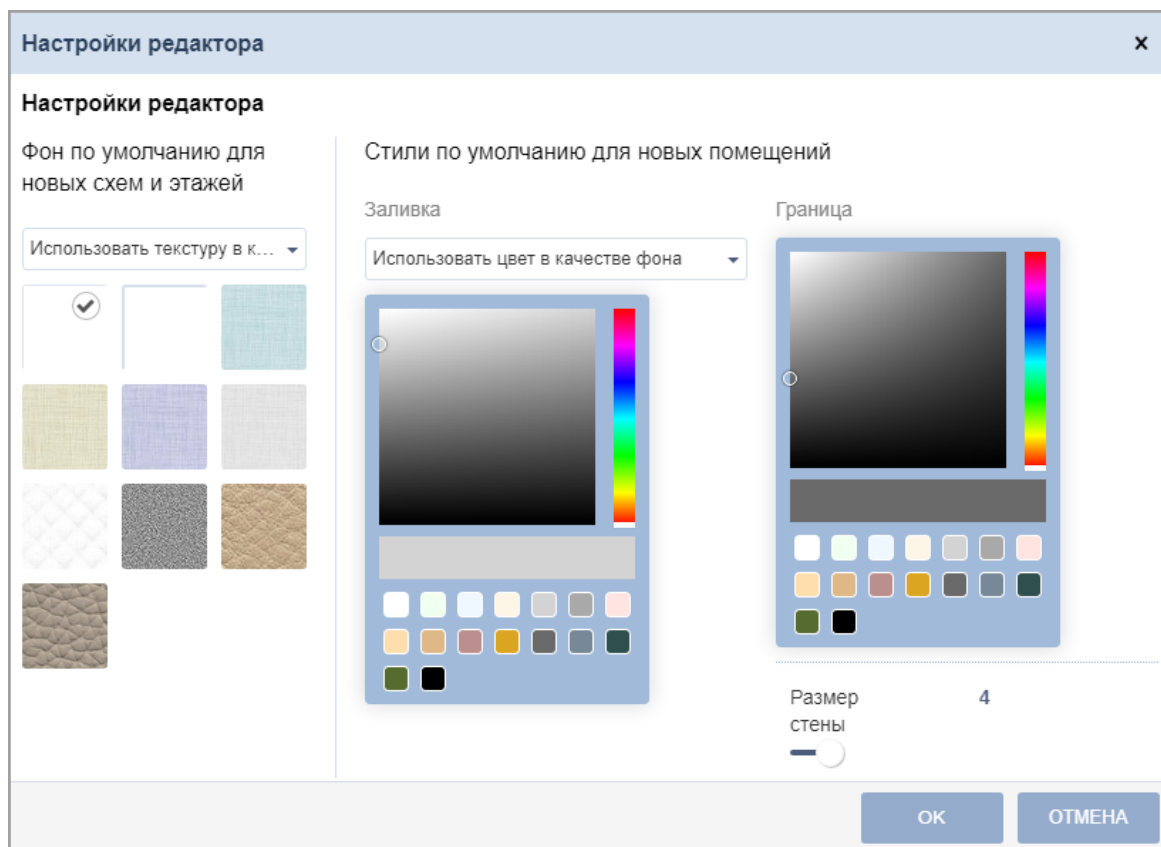 Настройки редактора
×
Настройки редактора
Фон по умолчанию для
новых схем и этажей
Использовать текстуру в к...
Стили по умолчанию для новых помещений
Заливка
Использовать цвет в качестве фона
Граница
Размер
стены
4
OK
ОТМЕНА